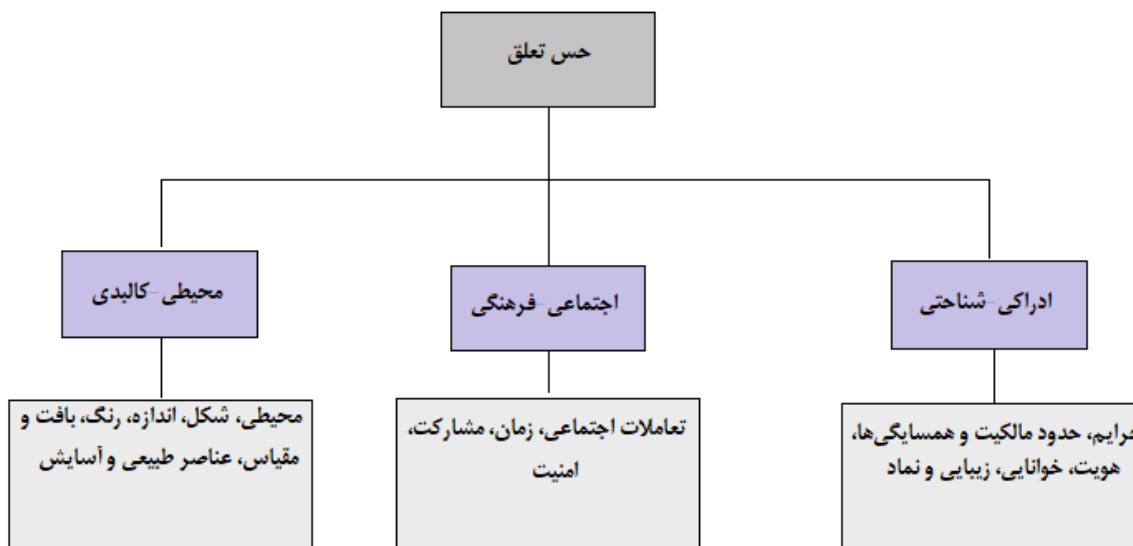 حس تعلق
ادراکی-شناختی
اجتماعی-فرهنگی
محیطی-کالبدی
حدود مالکیت و همسایگی‌ها،
هویت، خوانایی، زیبایی و نماد
تعاملات اجتماعی، زمان، مشارکت،
امنیت
محیطی، شکل، اندازه، رنگ، بافت و
مقیاس، عناصر طبیعی و آسایش